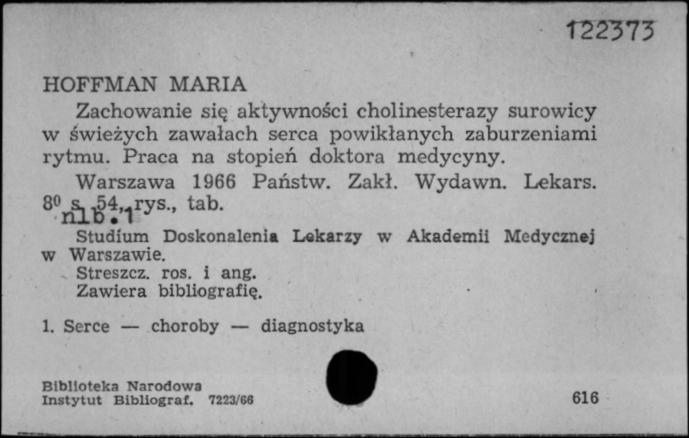 122373
HOFFMAN MARIA
Zachowanie się aktywności cholinesterazy surowicy
w świeżych zawałach serca powikłanych zaburzeniami
rytmu. Praca na stopień doktora medycyny.
Warszawa 1966 Państw. Zakł. Wydawn. Lekars.
8⁰ s. 54, rys., tab.
nlb. 1
Studium Doskonalenia Lekarzy w Akademii Medycznej
w Warszawie.
Streszcz. ros. i ang.
Zawiera bibliografię.
1. Serce — choroby — diagnostyka
Biblioteka Narodowa
Instytut Bibliograf. 7223/66
616